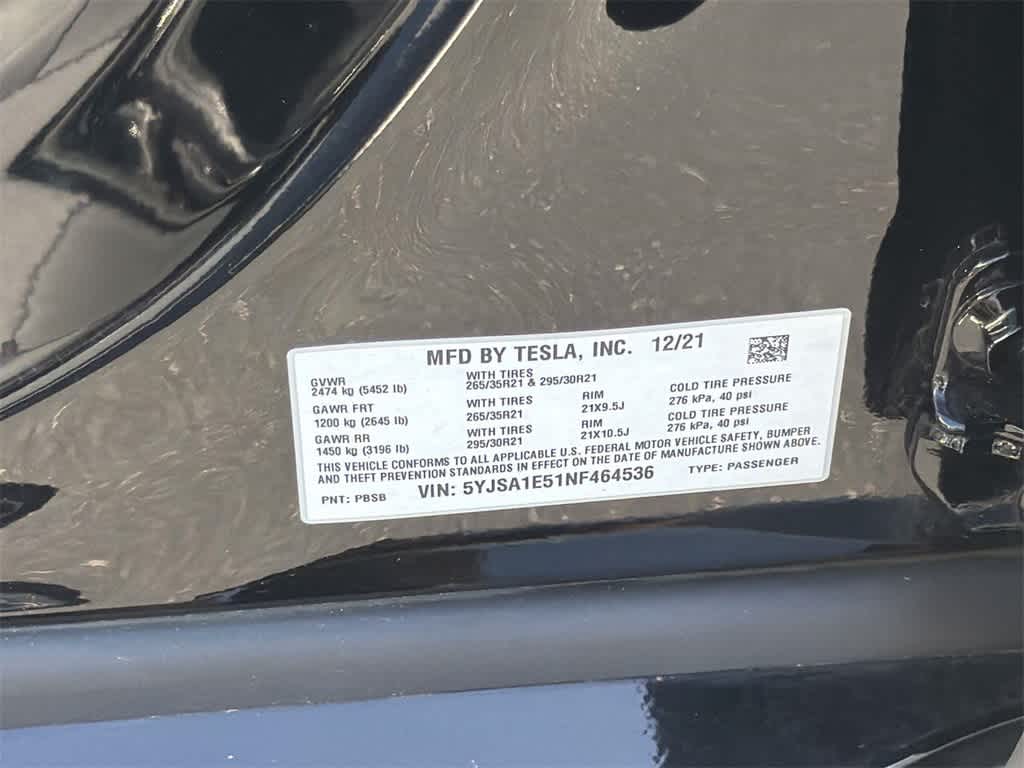 MFD BY TESLA, INC. 12/21
GVWR WITH TIRES
2474 kg (5452 lb) 265/35R21 & 295/30R21
GAWR FRT WITH TIRES RIM COLD TIRE PRESSURE
1200 kg (2645 lb) 265/35R21 21X9.5J 276 kPa, 40 psi
GAWR RR WITH TIRES RIM COLD TIRE PRESSURE
1450 kg (3196 lb) 295/30R21 21X10.5J 276 kPa, 40 psi
THIS VEHICLE CONFORMS TO ALL APPLICABLE U.S. FEDERAL MOTOR VEHICLE SAFETY, BUMPER
AND THEFT PREVENTION STANDARDS IN EFFECT ON THE DATE OF MANUFACTURE SHOWN ABOVE.
PNT: PBSB VIN: 5YJSA1E51NF464536 TYPE: PASSENGER